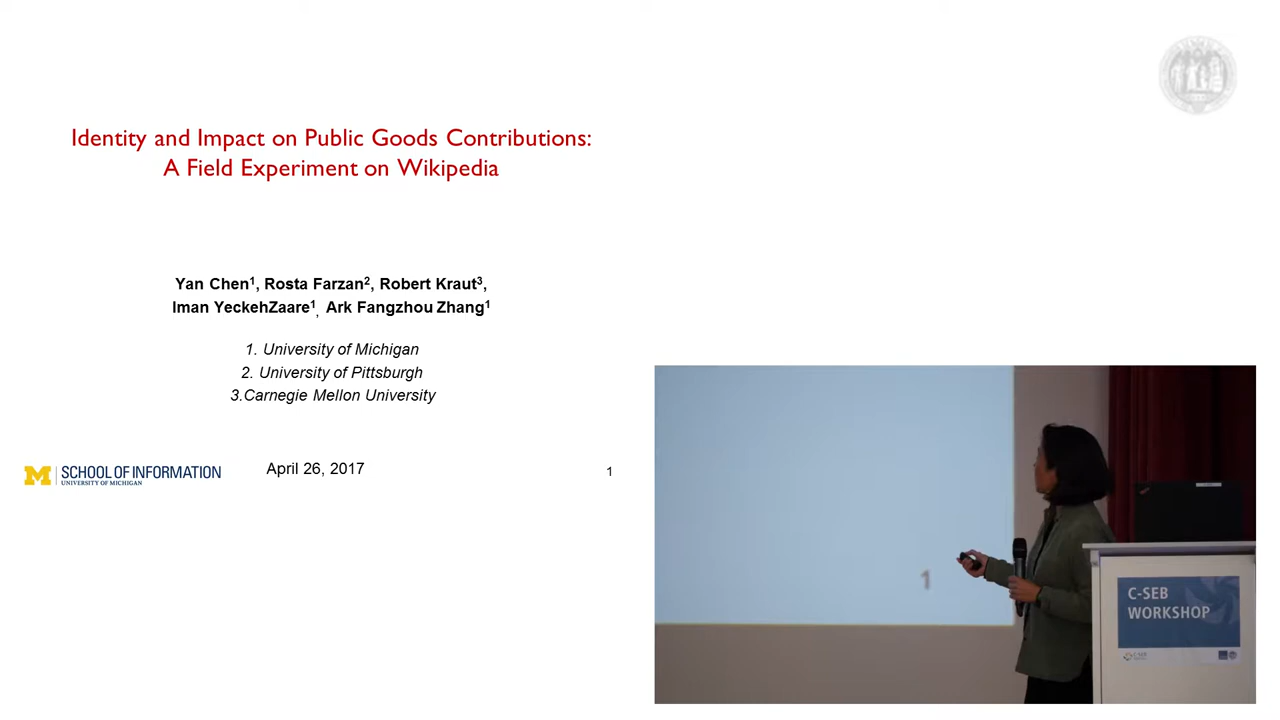 Identity and Impact on Public Goods Contributions:
A Field Experiment on Wikipedia
Yan Chen1, Rosta Farzan2, Robert Kraut3,
Iman YeckehZaare1, Ark Fangzhou Zhang1
1. University of Michigan
2. University of Pittsburgh
3.Carnegie Mellon University
M SCHOOL OF INFORMATION
UNIVERSITY OF MICHIGAN
April 26, 2017
1
1
C-SEB
WORKSHOP